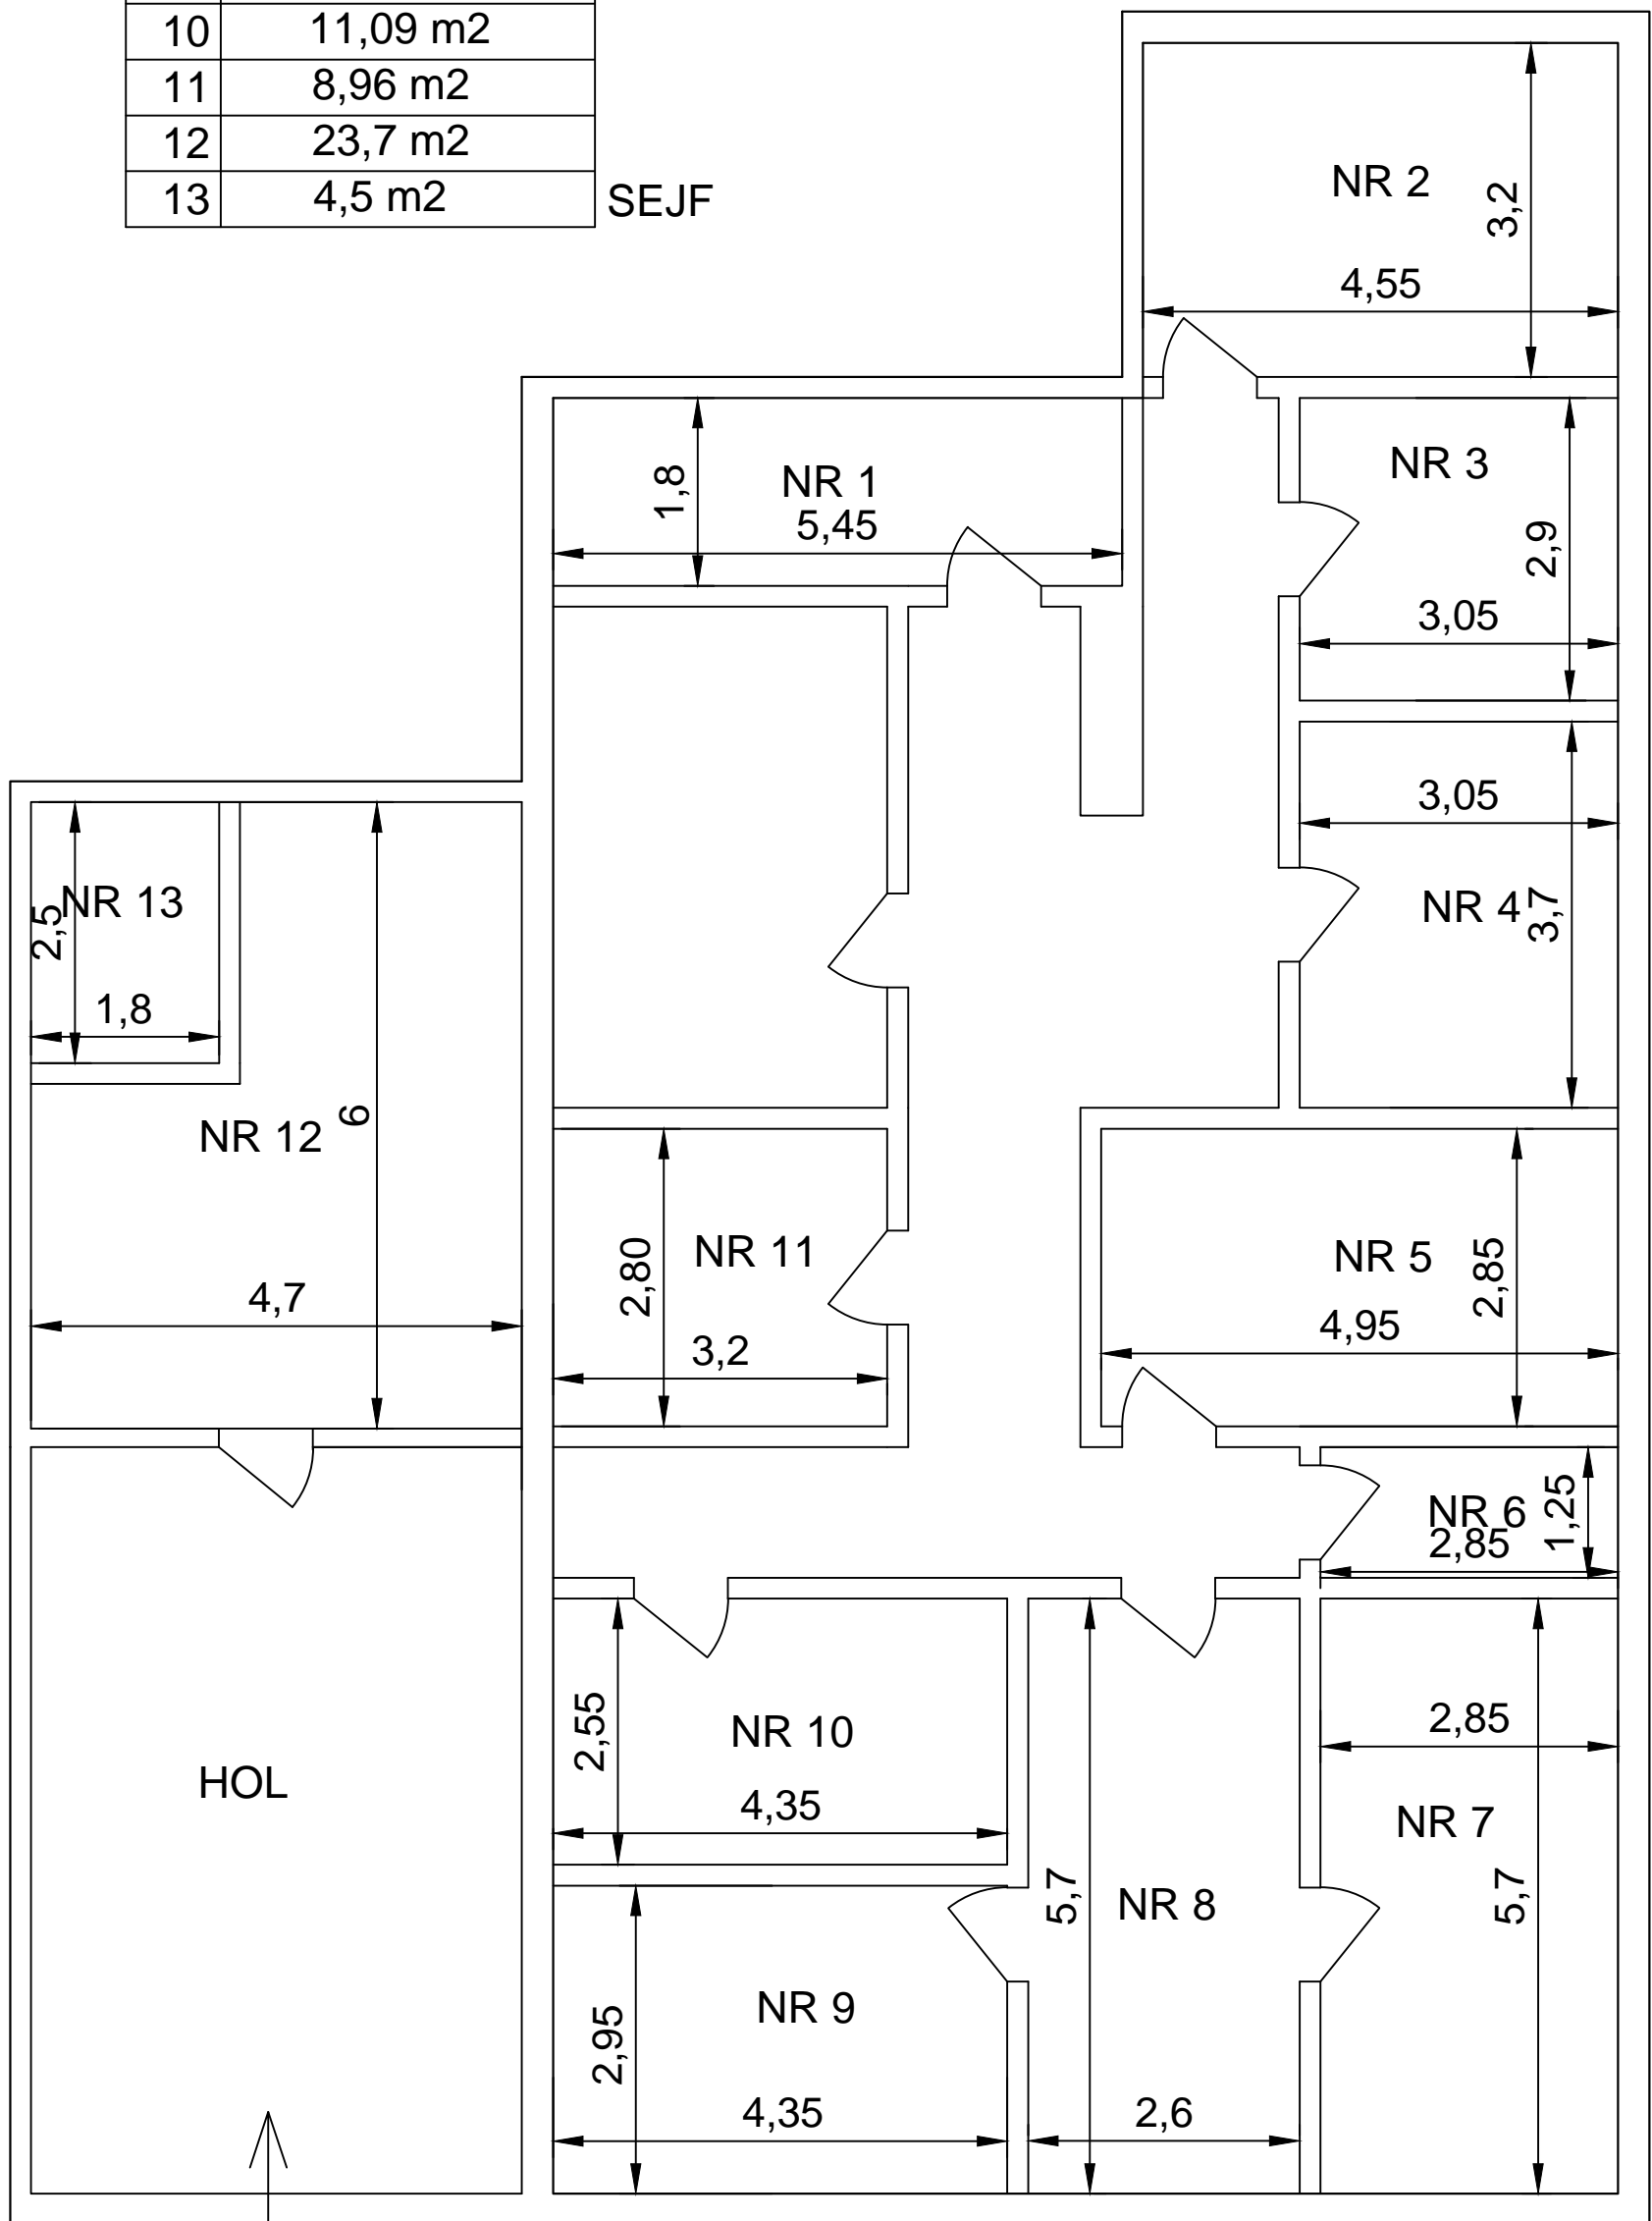 10 11,09 m2
11 8,96 m2
12 23,7 m2
13 4,5 m2 SEJF
NR 2
3,2
4,55
NR 1
1,8
5,45
NR 3
2,9
3,05
3,05
NR 4
3,7
NR 13
2,5
1,8
NR 12
6
4,7
NR 11
2,80
3,2
NR 5
2,85
4,95
NR 6
1,25
2,85
NR 10
2,55
4,35
HOL
2,85
NR 7
5,7
NR 8
5,7
2,6
NR 9
2,95
4,35